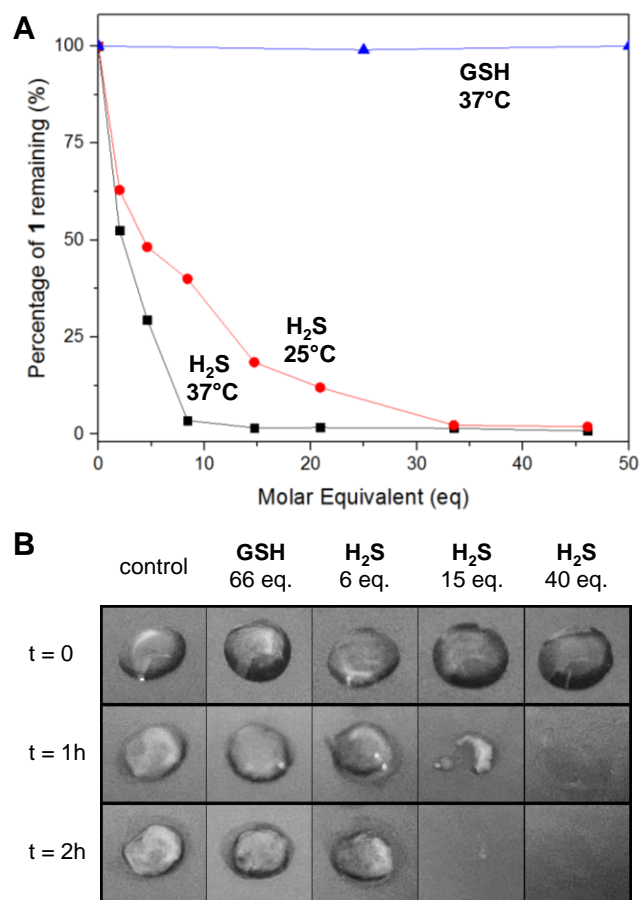 A
Percentage of 1 remaining (%)
100
75
50
25
0
GSH
37°C
H₂S
25°C
H₂S
37°C
0 10 20 30 40 50
Molar Equivalent (eq)
B
control GSH H₂S H₂S H₂S
66 eq. 6 eq. 15 eq. 40 eq.
t = 0
t = 1h
t = 2h